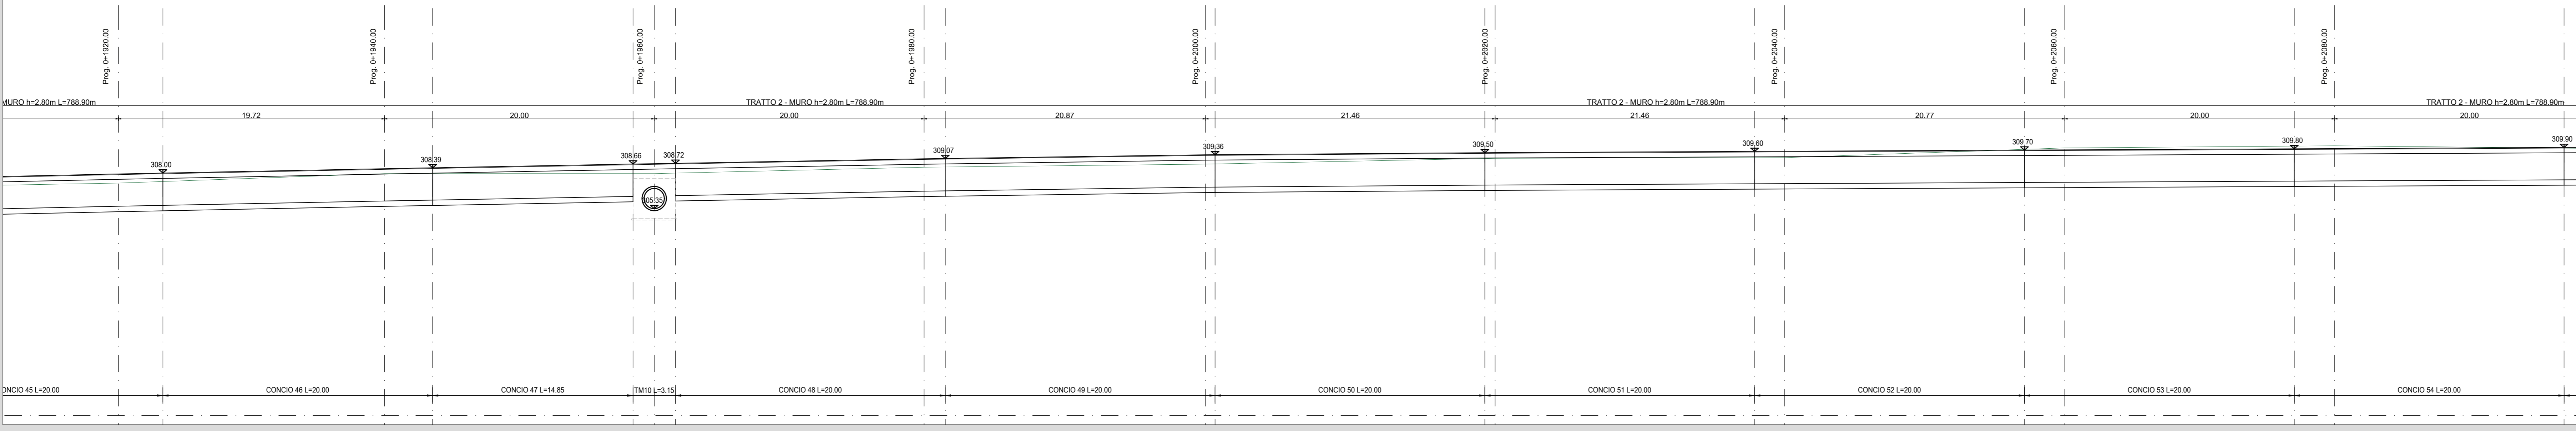 Prog. 0+1920.00
Prog. 0+1940.00
Prog. 0+1960.00
Prog. 0+1980.00
Prog. 0+2000.00
Prog. 0+2020.00
Prog. 0+2040.00
Prog. 0+2060.00
Prog. 0+2080.00
MURO h=2.80m L=788.90m
TRATTO 2 - MURO h=2.80m L=788.90m
TRATTO 2 - MURO h=2.80m L=788.90m
TRATTO 2 - MURO h=2.80m L=788.90m
19.72
20.00
20.00
20.87
21.46
21.46
20.77
20.00
20.00
308.00
308.39
308.66
308.72
309.07
309.36
309.50
309.60
309.70
309.80
309.90
305.35
ONCIO 45 L=20.00
CONCIO 46 L=20.00
CONCIO 47 L=14.85
TM10 L=3.15
CONCIO 48 L=20.00
CONCIO 49 L=20.00
CONCIO 50 L=20.00
CONCIO 51 L=20.00
CONCIO 52 L=20.00
CONCIO 53 L=20.00
CONCIO 54 L=20.00